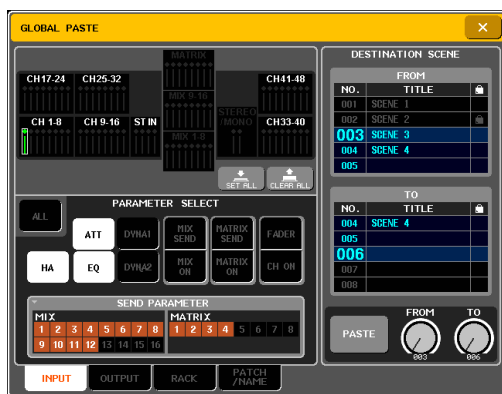 GLOBAL PASTE
MATRIX
CH17-24 CH25-32 CH41-48
MIX 9-16
STEREO
/MONO
CH 1-8 CH 9-16 ST IN CH33-40
MIX 1-8
SET ALL CLEAR ALL
PARAMETER SELECT
ALL
ATT DYNA1 MIX SEND MATRIX SEND FADER
HA EQ DYNA2 MIX ON MATRIX ON CH ON
SEND PARAMETER
MIX MATRIX
1 2 3 4 5 6 7 8 1 2 3 4 5 6 7 8
9 10 11 12 13 14 15 16
DESTINATION SCENE
FROM
NO. TITLE
001 SCENE 1
002 SCENE 2
003 SCENE 3
004 SCENE 4
005
TO
NO. TITLE
004 SCENE 4
005
006
007
008
PASTE
FROM TO
003 006
INPUT OUTPUT RACK PATCH
/NAME